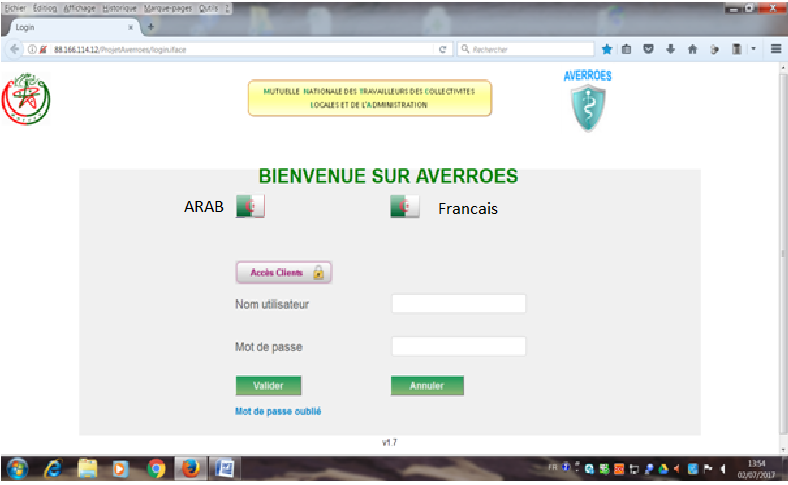 Fichier Édition Affichage Historique Marque-pages Outils ?
Login
88.166.114.12/ProjetAverroes/login.face
Rechercher
AVERROES
MUTUELLE NATIONALE DES TRAVAILLEURS DES COLLECTIVITES
LOCALES ET DE L'ADMINISTRATION
BIENVENUE SUR AVERROES
ARAB
Francais
Accès Clients
Nom utilisateur
Mot de passe
Valider
Annuler
Mot de passe oublié
v1.7
FR
13:54
02/07/2017